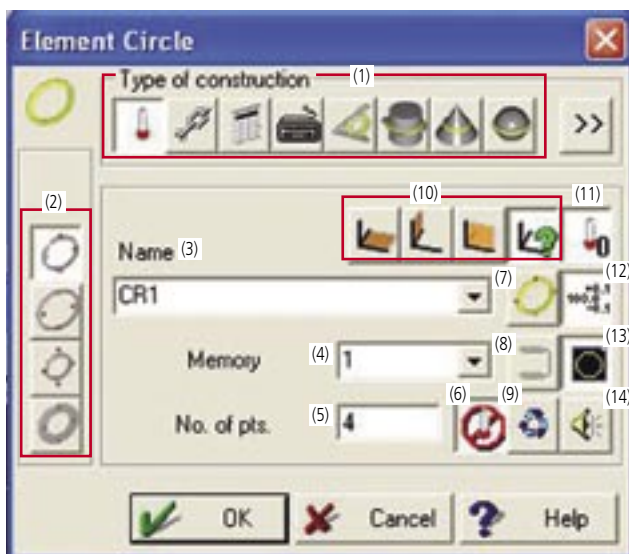 Element Circle
Type of construction (1)
>>
(2)
(10) (11)
Name (3)
0
CR1 (7) (12)
Memory (4) 1 (8) (13)
No. of pts. (5) 4 (6) (9) (14)
OK Cancel ? Help